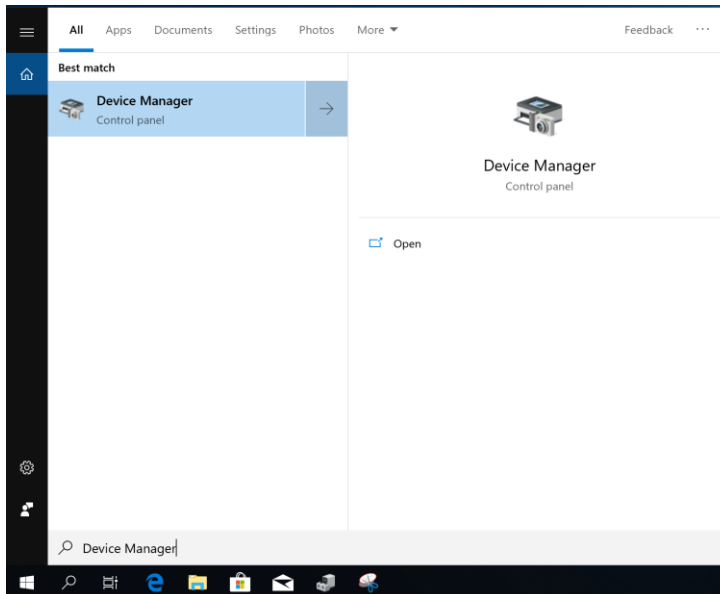 All Apps Documents Settings Photos More Feedback ...
Best match
Device Manager
Control panel
Device Manager
Control panel
Open
Device Manager